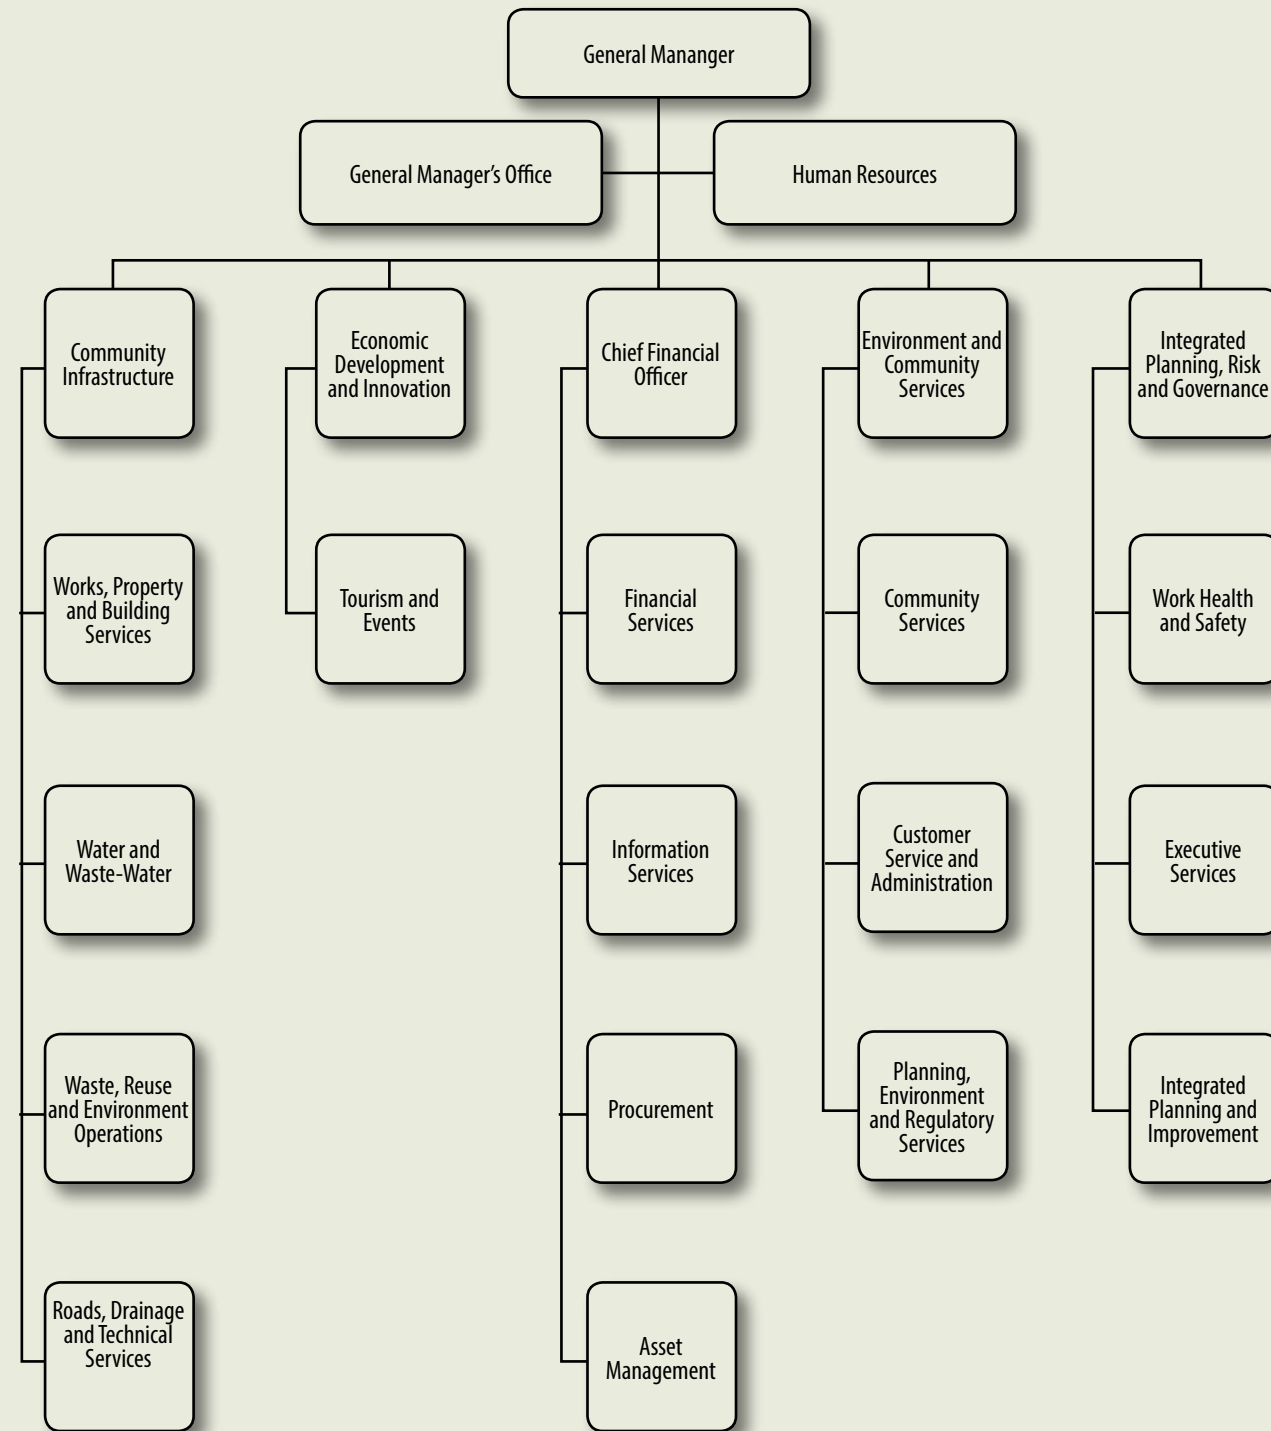 General Mananger
General Manager's Office
Human Resources
Community
Infrastructure
Economic
Development
and Innovation
Chief Financial
Officer
Environment and
Community
Services
Integrated
Planning, Risk
and Governance
Works, Property
and Building
Services
Tourism and
Events
Financial
Services
Community
Services
Work Health
and Safety
Water and
Waste-Water
Information
Services
Customer
Service and
Administration
Executive
Services
Waste, Reuse
and Environment
Operations
Procurement
Planning,
Environment
and Regulatory
Services
Integrated
Planning and
Improvement
Roads, Drainage
and Technical
Services
Asset
Management